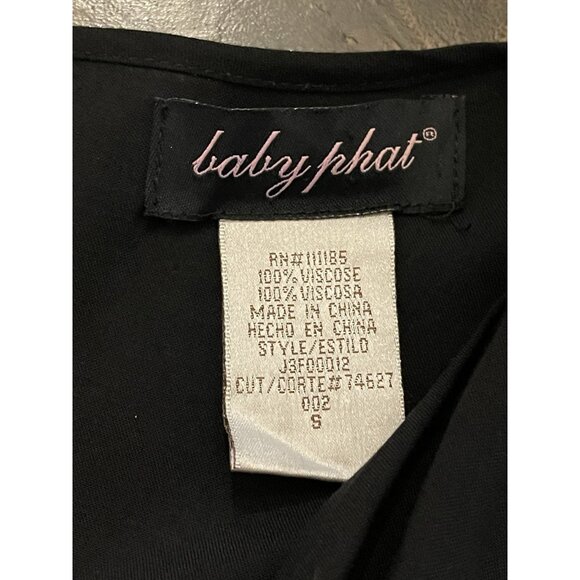 baby phat®
RN#111185
100% VISCOSE
100% VISCOSA
MADE IN CHINA
HECHO EN CHINA
STYLE/ESTILO
J3F00012
CUT/CORTE#74627
002
S